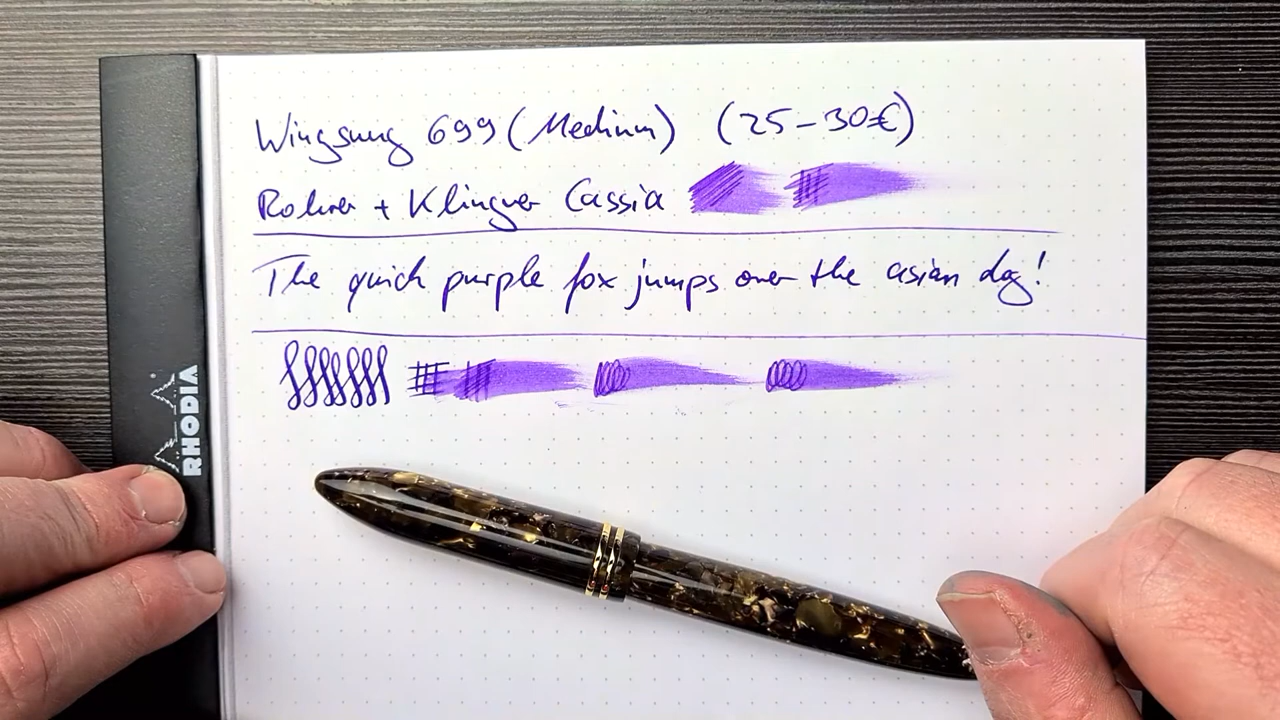 Wingsung 699 (Medium) (25-30€)
Rohrer + Klingner Cassia
The quick purple fox jumps over the asian dog!
RHODIA